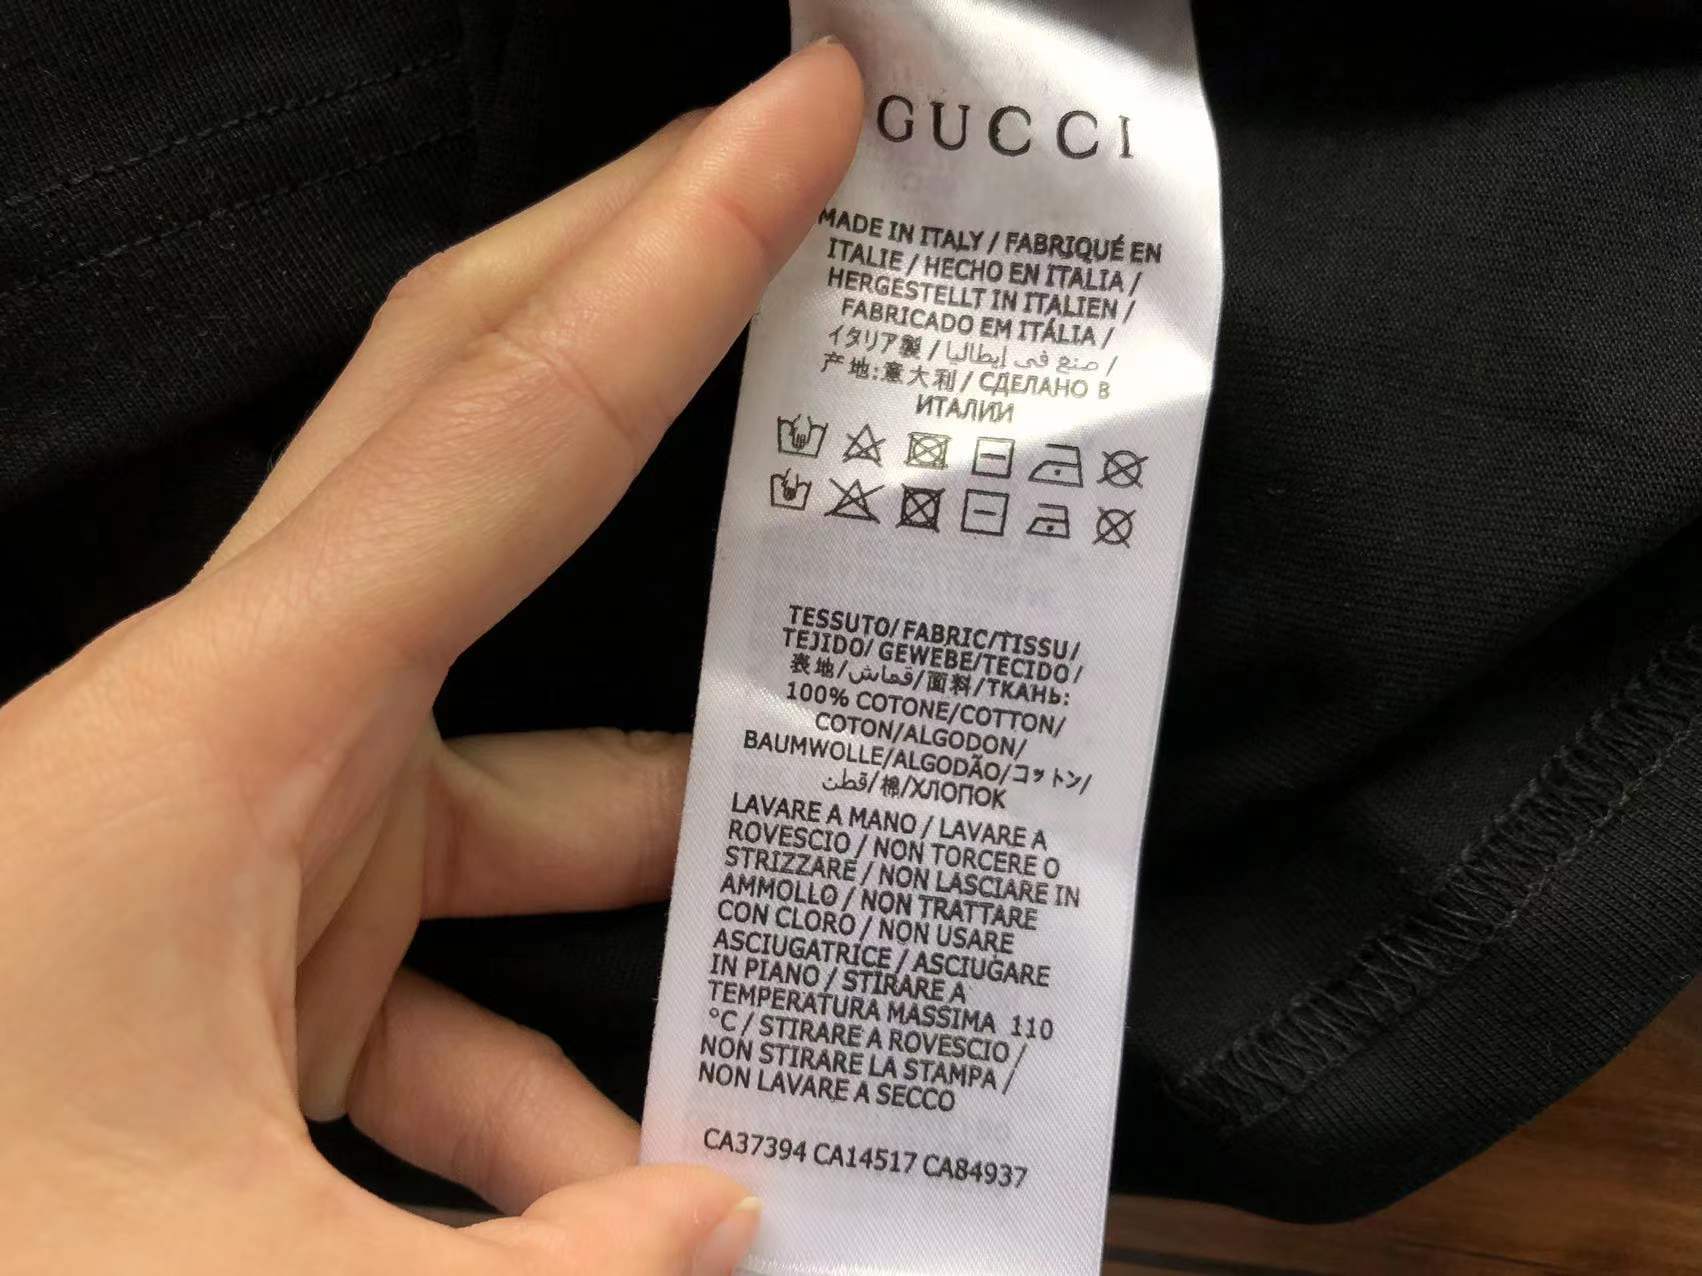 GUCCI
MADE IN ITALY / FABRIQUÉ EN
ITALIE / HECHO EN ITALIA /
HERGESTELLT IN ITALIEN /
FABRICADO EM ITÁLIA /
イタリア製 / صنع في إيطاليا /
产地:意大利 / СДЕЛАНО В
ИТАЛИИ
TESSUTO/ FABRIC/TISSU/
TEJIDO/ GEWEBE/TECIDO/
表地/قماش/面料/ТКАНЬ:
100% COTONE/COTTON/
COTON/ALGODON/
BAUMWOLLE/ALGODÃO/コットン/
قطن/棉/ХЛОПОК
LAVARE A MANO / LAVARE A
ROVESCIO / NON TORCERE O
STRIZZARE / NON LASCIARE IN
AMMOLLO / NON TRATTARE
CON CLORO / NON USARE
ASCIUGATRICE / ASCIUGARE
IN PIANO / STIRARE A
TEMPERATURA MASSIMA 110
°C / STIRARE A ROVESCIO /
NON STIRARE LA STAMPA /
NON LAVARE A SECCO
CA37394 CA14517 CA84937